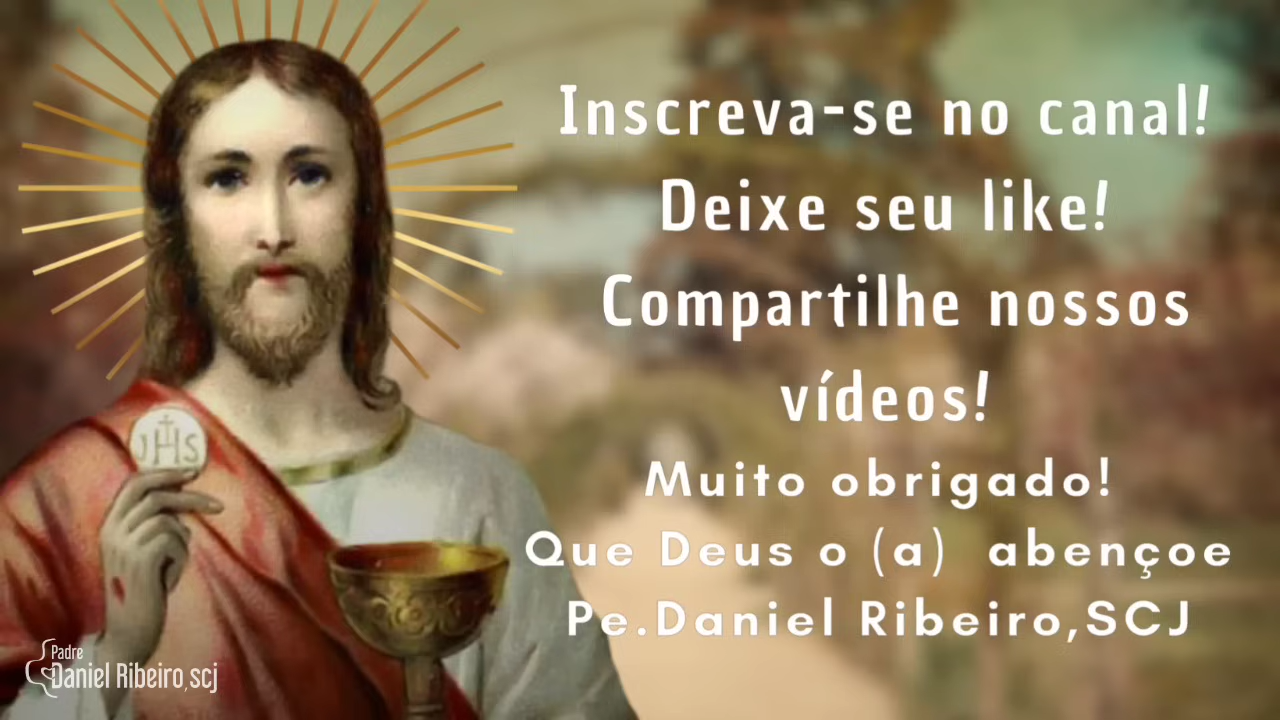 Inscreva-se no canal!
Deixe seu like!
Compartilhe nossos
vídeos!
Muito obrigado!
Que Deus o (a) abençoe
Pe.Daniel Ribeiro,SCJ
JHS
Padre
Daniel Ribeiro,scj